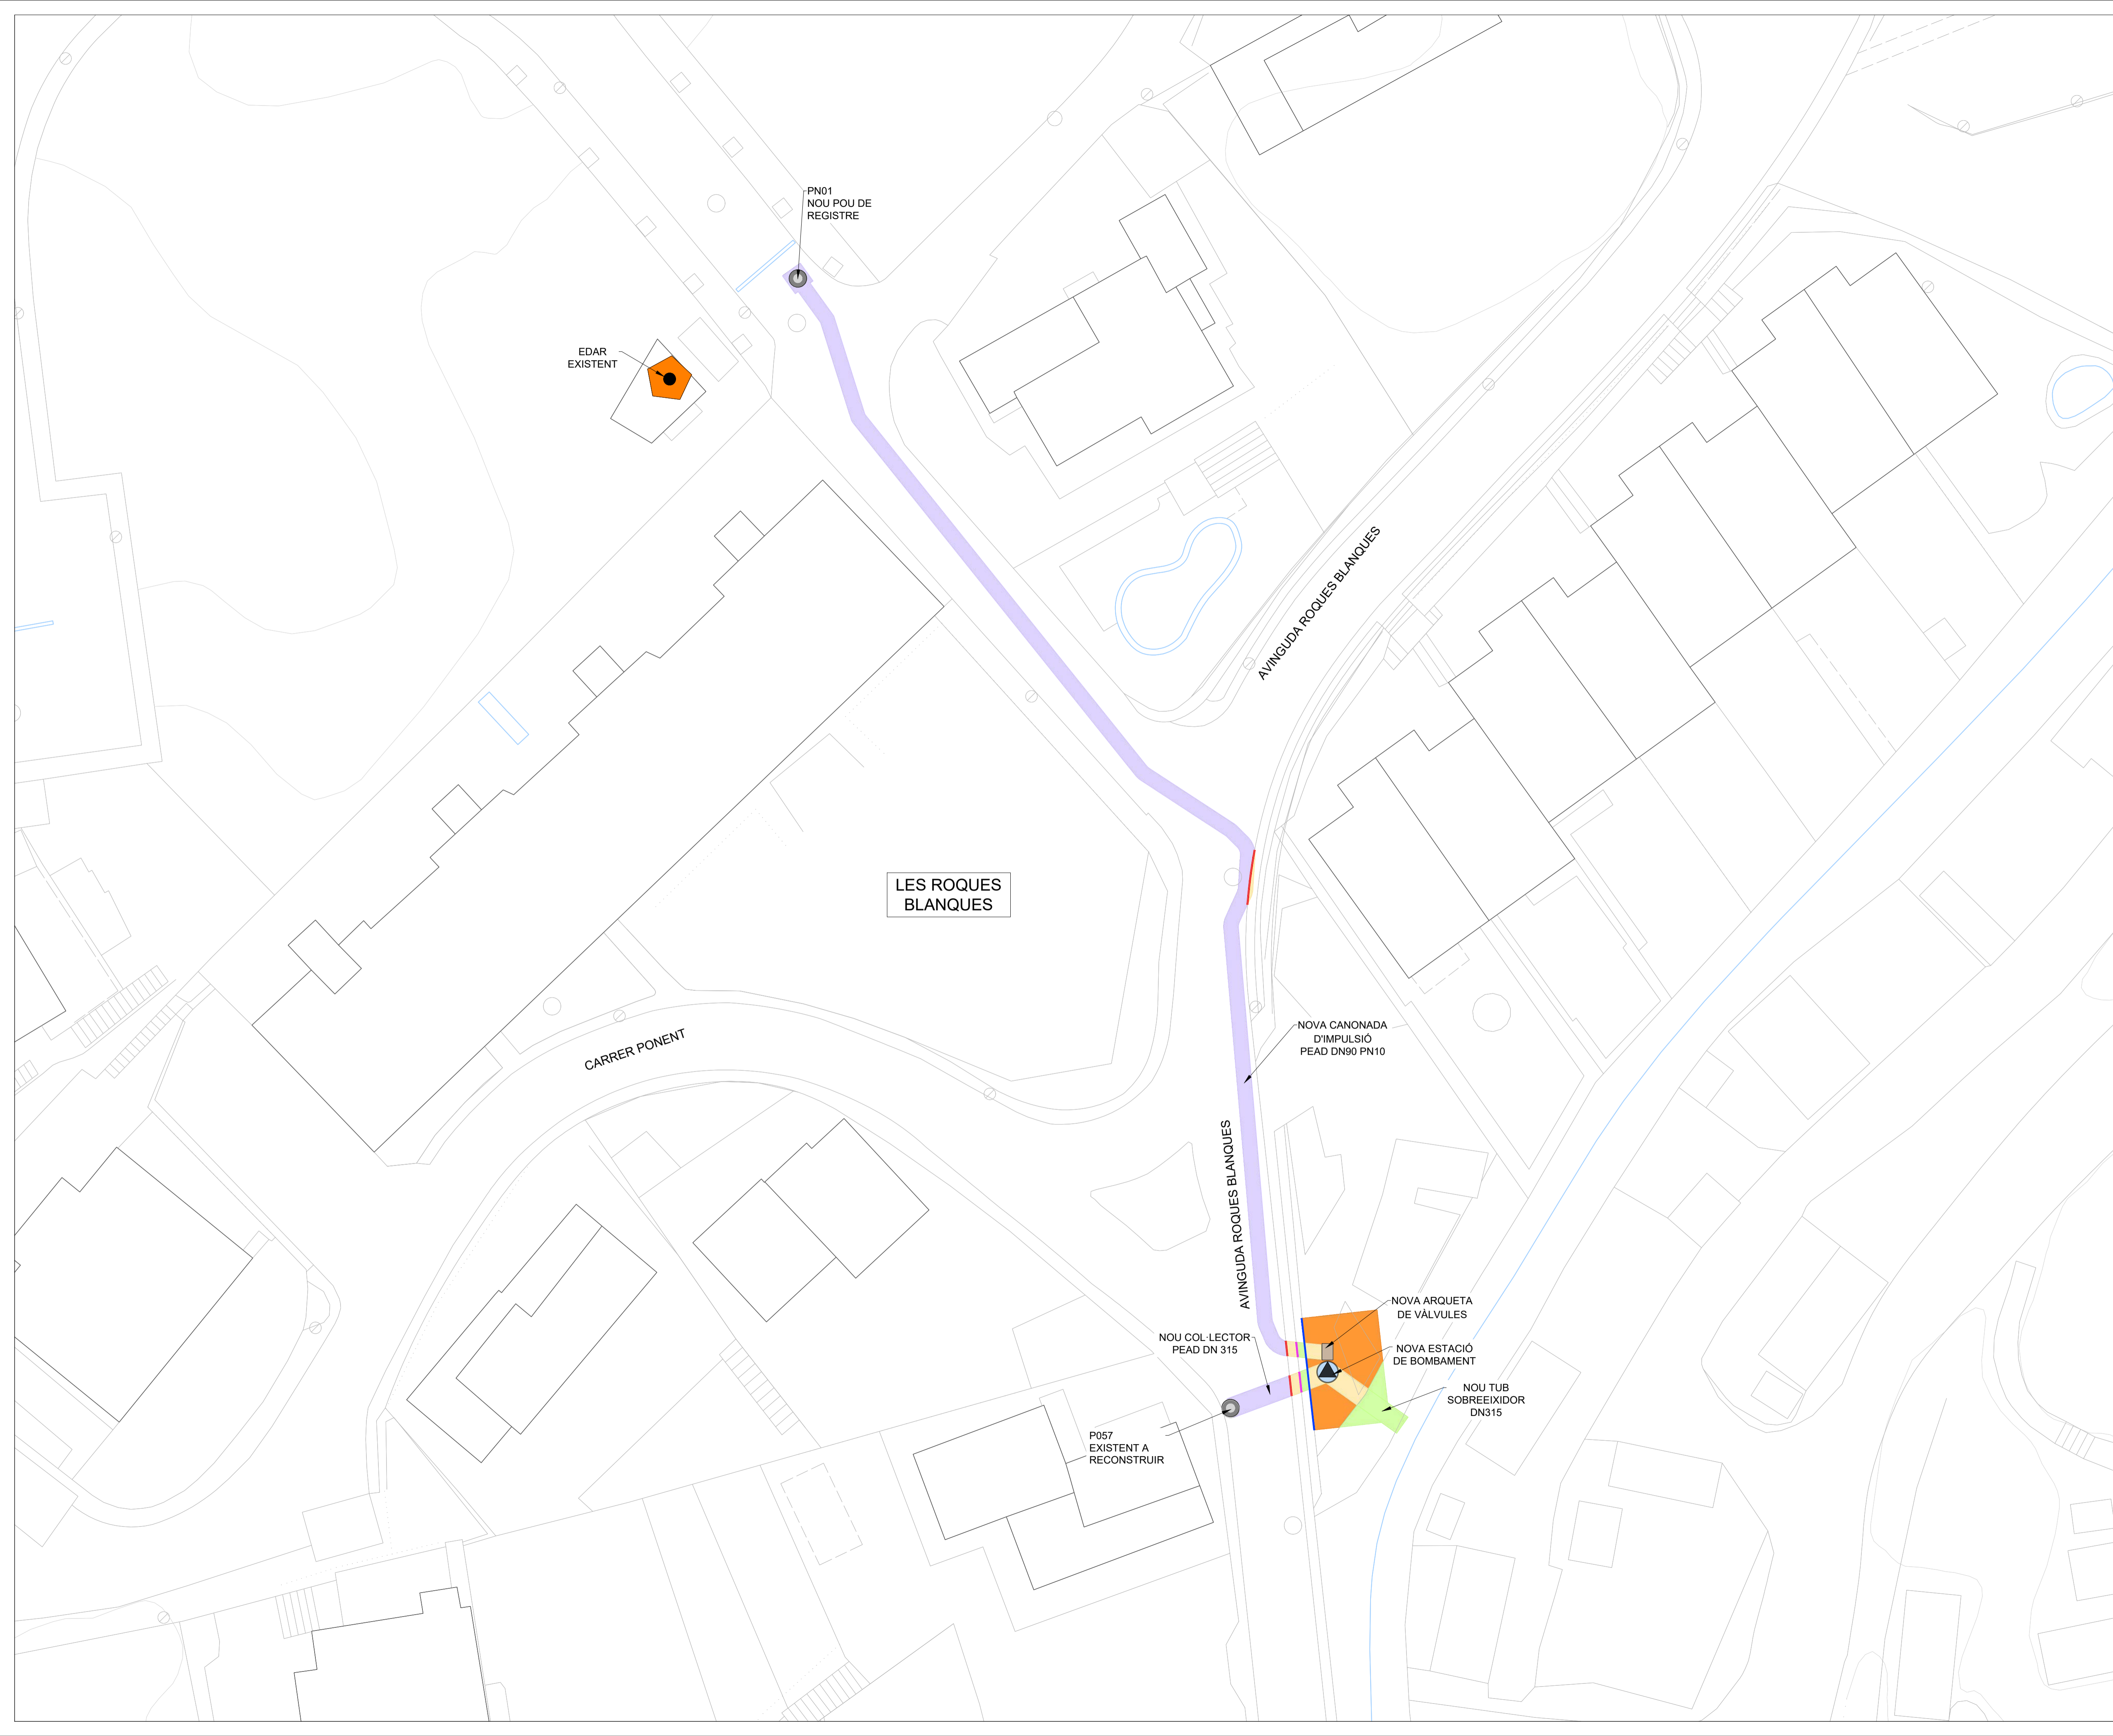 PN01
NOU POU DE
REGISTRE
EDAR
EXISTENT
AVINGUDA ROQUES BLANQUES
LES ROQUES
BLANQUES
CARRER PONENT
NOVA CANONADA
D'IMPULSIÓ
PEAD DN90 PN10
AVINGUDA ROQUES BLANQUES
NOVA ARQUETA
DE VÀLVULES
NOU COL·LECTOR
PEAD DN 315
NOVA ESTACIÓ
DE BOMBAMENT
NOU TUB
SOBREEIXIDOR
DN315
P057
EXISTENT A
RECONSTRUIR